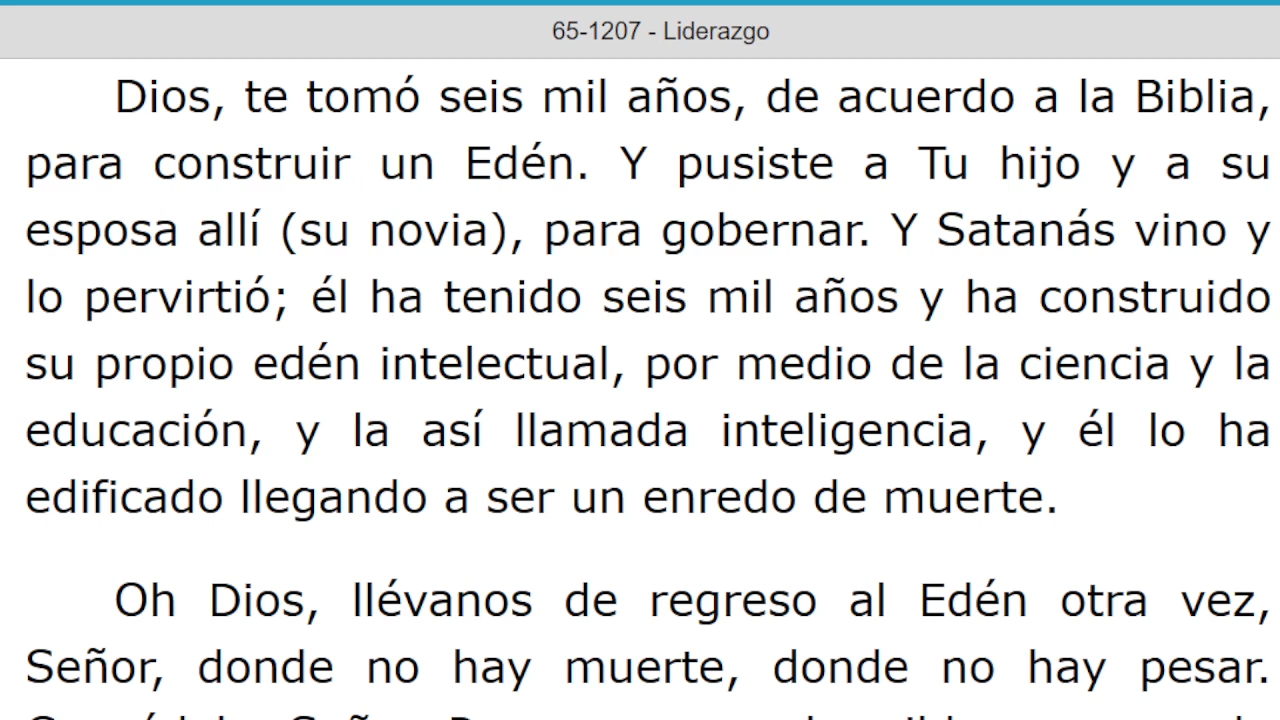 65-1207 - Liderazgo
Dios, te tomó seis mil años, de acuerdo a la Biblia,
para construir un Edén. Y pusiste a Tu hijo y a su
esposa allí (su novia), para gobernar. Y Satanás vino y
lo pervirtió; él ha tenido seis mil años y ha construido
su propio edén intelectual, por medio de la ciencia y la
educación, y la así llamada inteligencia, y él lo ha
edificado llegando a ser un enredo de muerte.
Oh Dios, llévanos de regreso al Edén otra vez,
Señor, donde no hay muerte, donde no hay pesar.